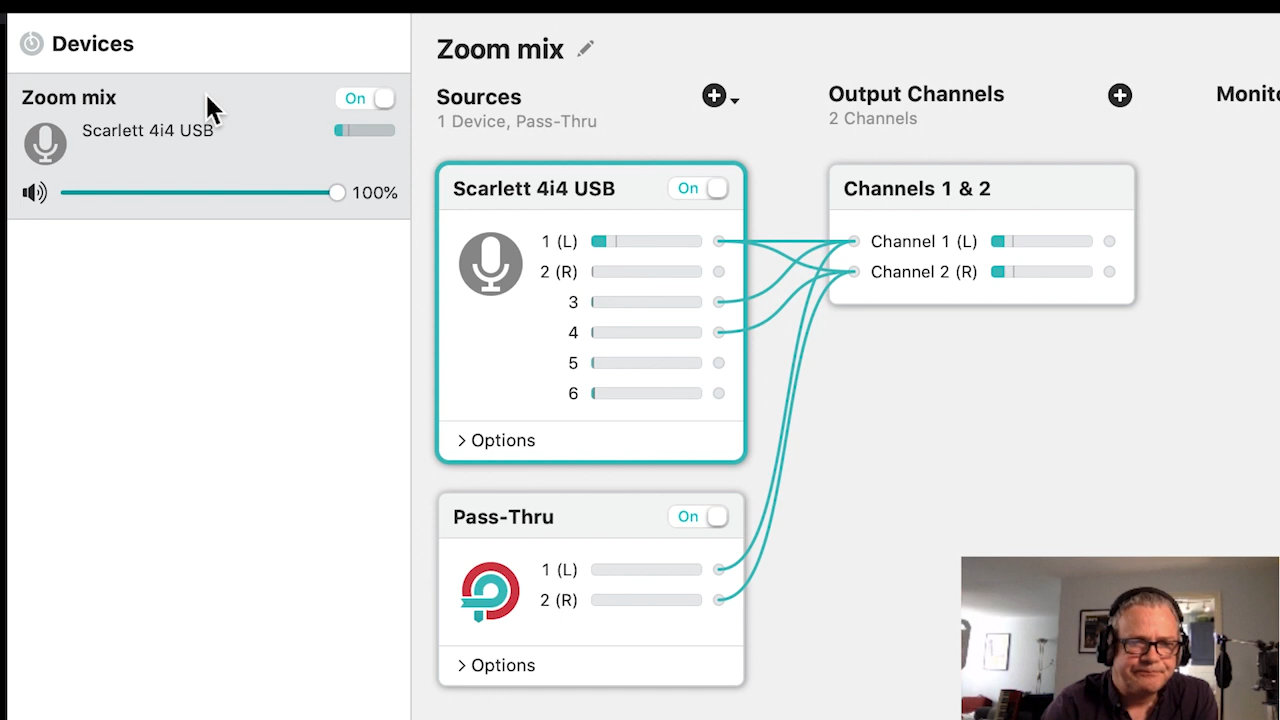 Devices
Zoom mix
On
Scarlett 4i4 USB
100%
Zoom mix
Sources
1 Device, Pass-Thru
Output Channels
2 Channels
Scarlett 4i4 USB
On
1 (L)
2 (R)
3
4
5
6
> Options
Channels 1 & 2
Channel 1 (L)
Channel 2 (R)
Pass-Thru
On
1 (L)
2 (R)
> Options